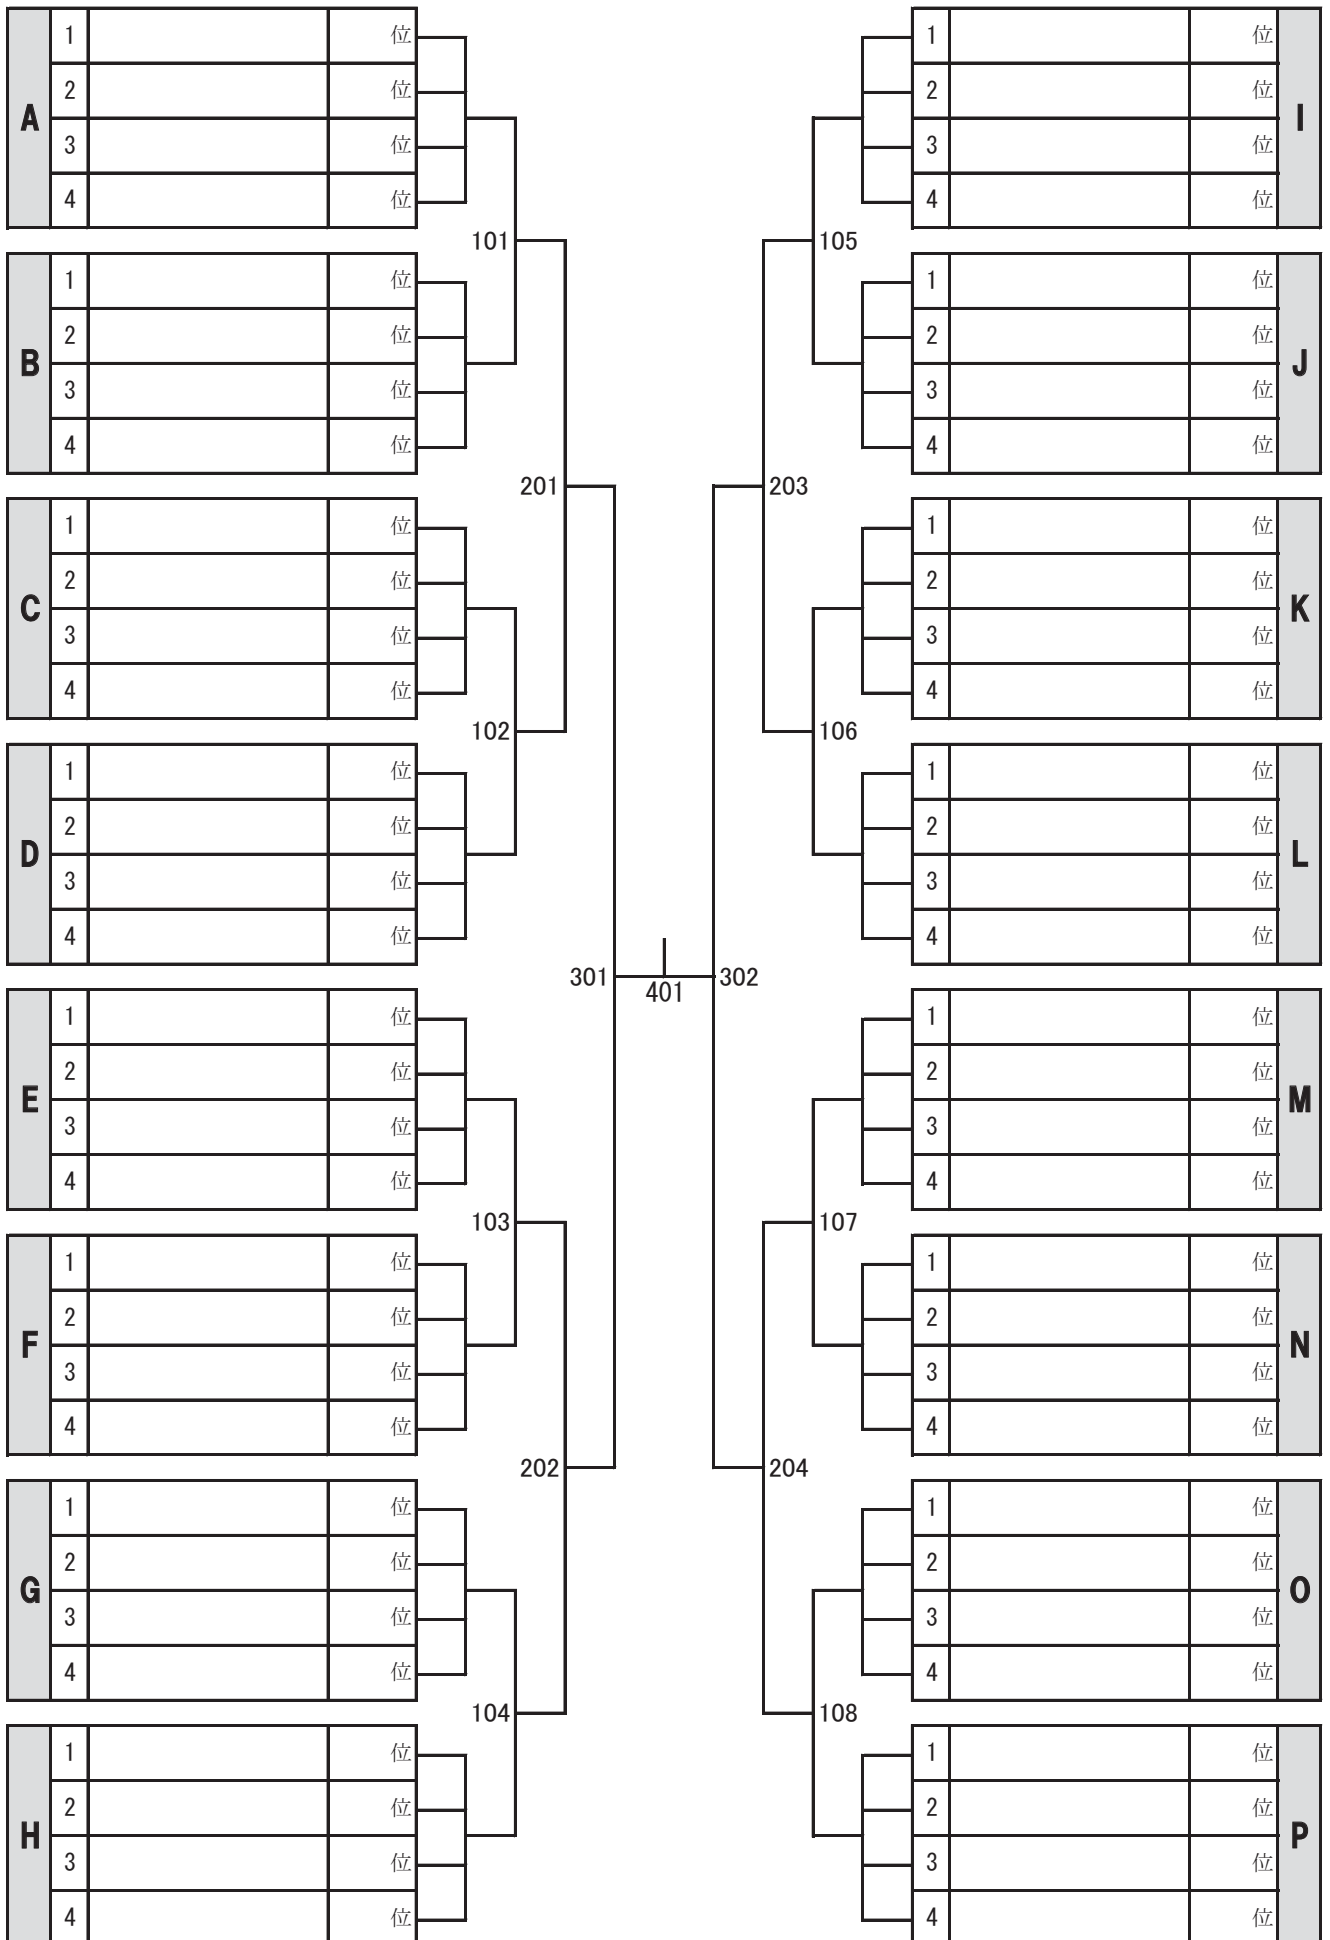 A
1 位
2 位
3 位
4 位
B
1 位
2 位
3 位
4 位
C
1 位
2 位
3 位
4 位
D
1 位
2 位
3 位
4 位
E
1 位
2 位
3 位
4 位
F
1 位
2 位
3 位
4 位
G
1 位
2 位
3 位
4 位
H
1 位
2 位
3 位
4 位
101
102
103
104
201
202
301
401
302
203
204
105
106
107
108
I
1 位
2 位
3 位
4 位
J
1 位
2 位
3 位
4 位
K
1 位
2 位
3 位
4 位
L
1 位
2 位
3 位
4 位
M
1 位
2 位
3 位
4 位
N
1 位
2 位
3 位
4 位
O
1 位
2 位
3 位
4 位
P
1 位
2 位
3 位
4 位